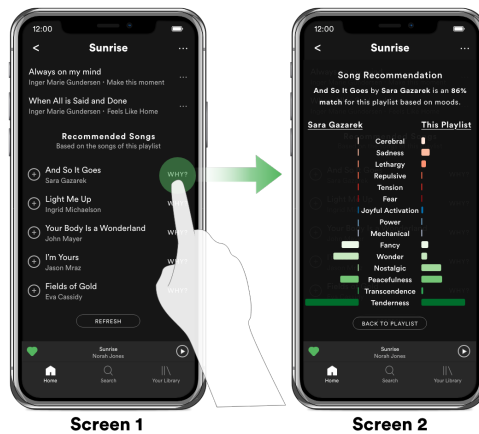 12:00
<
Sunrise
...
Always on my mind
Inger Marie Gundersen • Make this moment
...
When All is Said and Done
Inger Marie Gundersen • Feels Like Home
...
Recommended Songs
Based on the songs of this playlist
And So It Goes
Sara Gazarek
WHY?
Light Me Up
Ingrid Michaelson
Your Body Is a Wonderland
John Mayer
I'm Yours
Jason Mraz
Fields of Gold
Eva Cassidy
REFRESH
Sunrise
Norah Jones
Home
Search
Your Library
Screen 1
12:00
<
Sunrise
...
Song Recommendation
And So It Goes by Sara Gazarek is an 86%
match for this playlist based on moods.
Sara Gazarek
This Playlist
Cerebral
Sadness
Lethargy
Repulsive
Tension
Fear
Joyful Activation
Power
Mechanical
Fancy
Wonder
Nostalgic
Peacefulness
Transcendence
Tenderness
BACK TO PLAYLIST
Sunrise
Norah Jones
Home
Search
Your Library
Screen 2